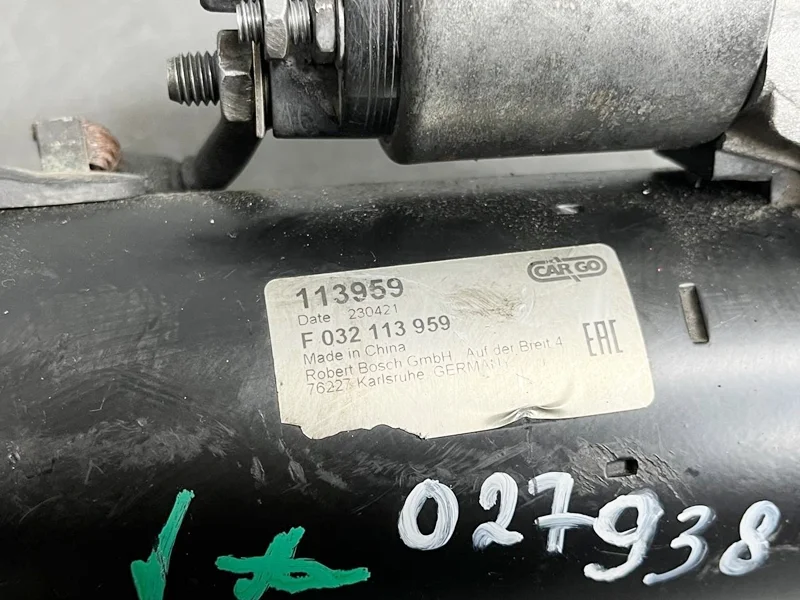 113959
HC CARGO
Date 230421
F 032 113 959
Made in China
Robert Bosch GmbH Auf der Breit 4
76227 Karlsruhe, GERMANY
EAC
027938